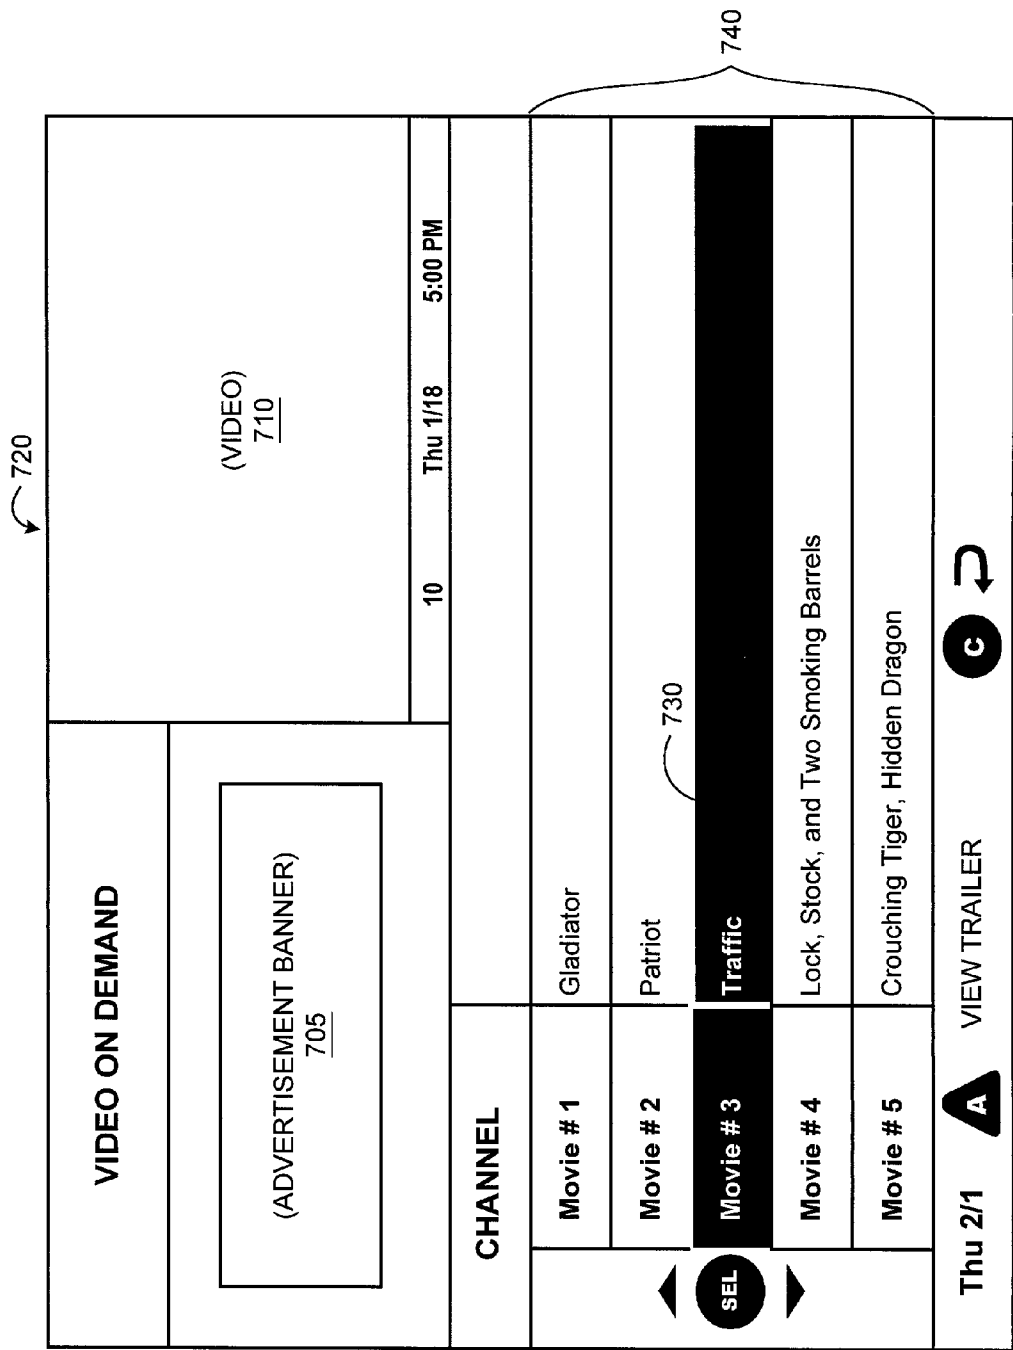 720
VIDEO ON DEMAND
(VIDEO)
710
(ADVERTISEMENT BANNER)
705
10 Thu 1/18 5:00 PM
CHANNEL
740
Movie # 1 Gladiator
Movie # 2 Patriot
730
SEL Movie # 3 Traffic
Movie # 4 Lock, Stock, and Two Smoking Barrels
Movie # 5 Crouching Tiger, Hidden Dragon
Thu 2/1 A VIEW TRAILER C